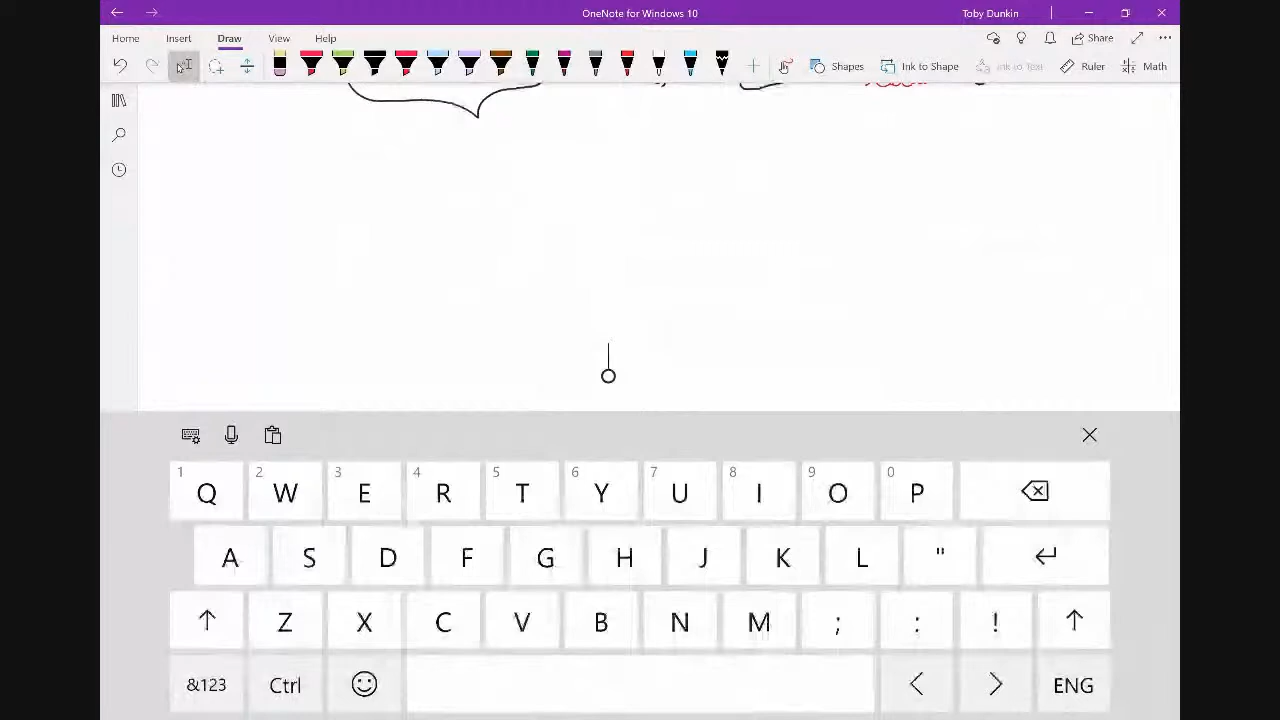 OneNote for Windows 10
Toby Dunkin
Home Insert Draw View Help
Share
Shapes Ink to Shape Ink to Text Ruler Math
1 2 3 4 5 6 7 8 9 0
Q W E R T Y U I O P
A S D F G H J K L "
Z X C V B N M ; : !
&123 Ctrl ENG